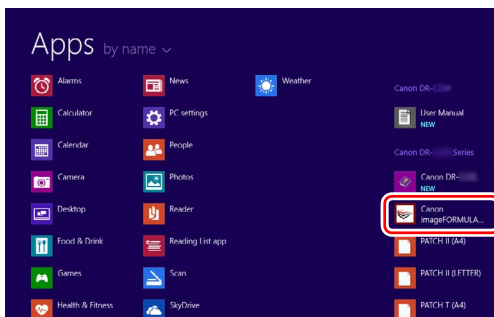 Apps by name
Alarms
Calculator
Calendar
Camera
Desktop
Food & Drink
Games
Health & Fitness
News
PC settings
People
Photos
Reader
Reading List app
Scan
SkyDrive
Weather
Canon DR-
User Manual
NEW
Canon DR- Series
Canon DR-
NEW
Canon
imageFORMULA...
PATCH II (A4)
PATCH II (LETTER)
PATCH T (A4)